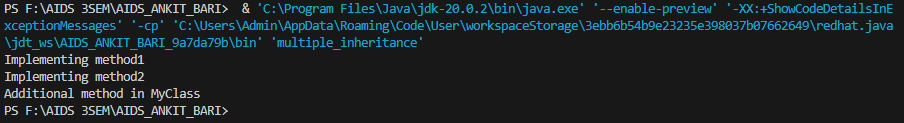 PS F:\AIDS 3SEM\AIDS_ANKIT_BARI>  & 'C:\Program Files\Java\jdk-20.0.2\bin\java.exe' '--enable-preview' '-XX:+ShowCodeDetailsInE
xceptionMessages' '-cp' 'C:\Users\Admin\AppData\Roaming\Code\User\workspaceStorage\3ebb6b54b9e23235e398037b07662649\redhat.java
\jdt_ws\AIDS_ANKIT_BARI_9a7da79b\bin' 'multiple_inheritance'
Implementing method1
Implementing method2
Additional method in MyClass
PS F:\AIDS 3SEM\AIDS_ANKIT_BARI>